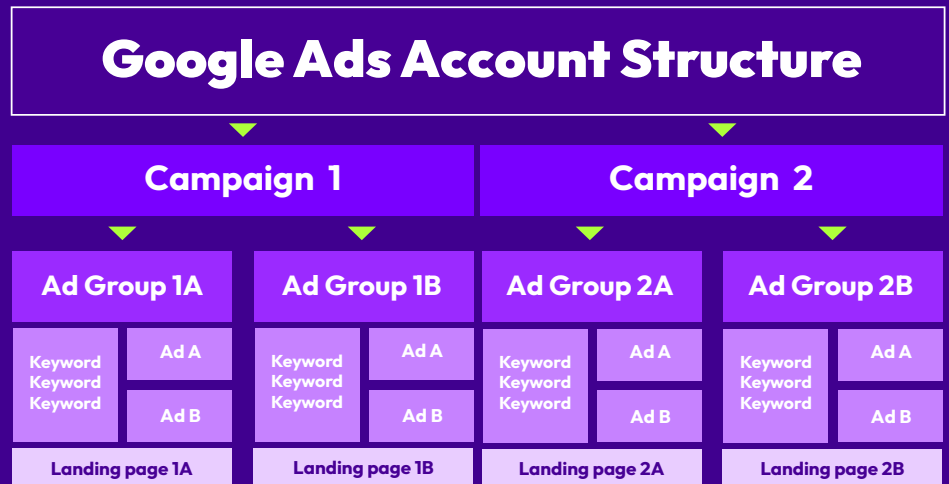 Google Ads Account Structure
Campaign 1
Campaign 2
Ad Group 1A
Ad Group 1B
Ad Group 2A
Ad Group 2B
Keyword
Keyword
Keyword
Ad A
Ad B
Keyword
Keyword
Keyword
Ad A
Ad B
Keyword
Keyword
Keyword
Ad A
Ad B
Keyword
Keyword
Keyword
Ad A
Ad B
Landing page 1A
Landing page 1B
Landing page 2A
Landing page 2B